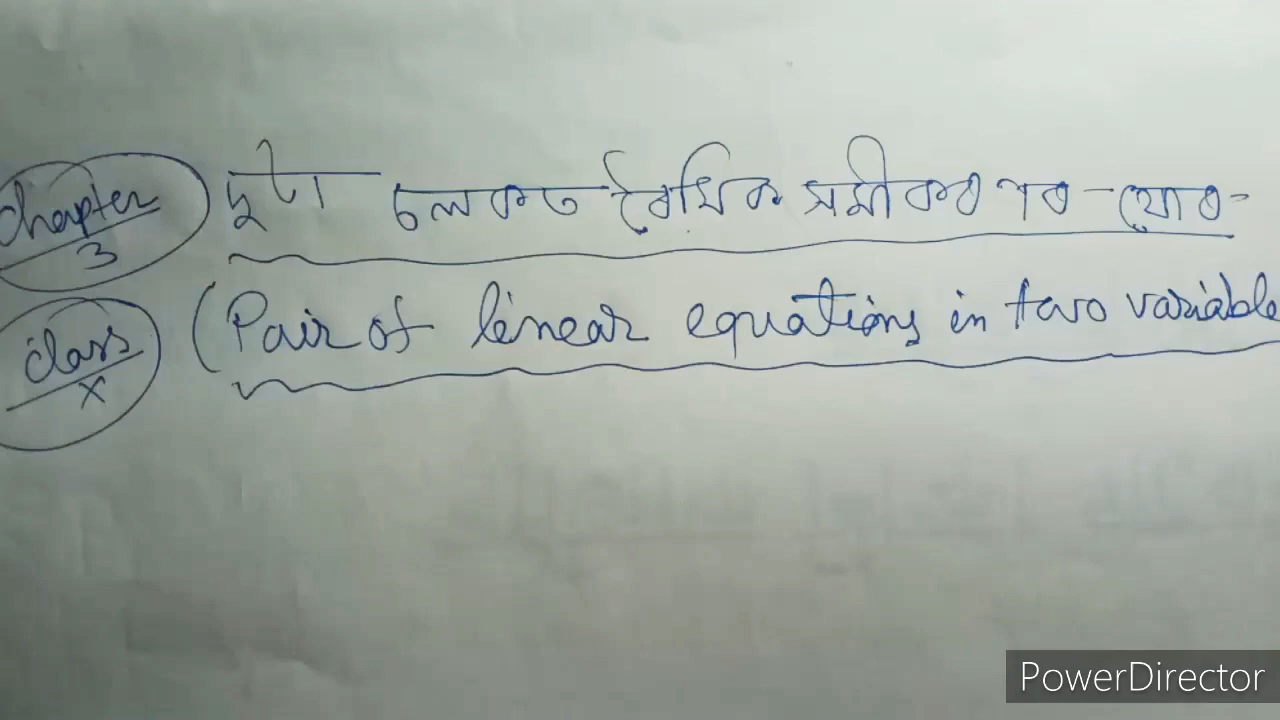 Chapter 3
দুটা চলকত ৰৈখিক সমীকৰণৰ যোৰ
Class X
(Pair of linear equations in two variable
PowerDirector